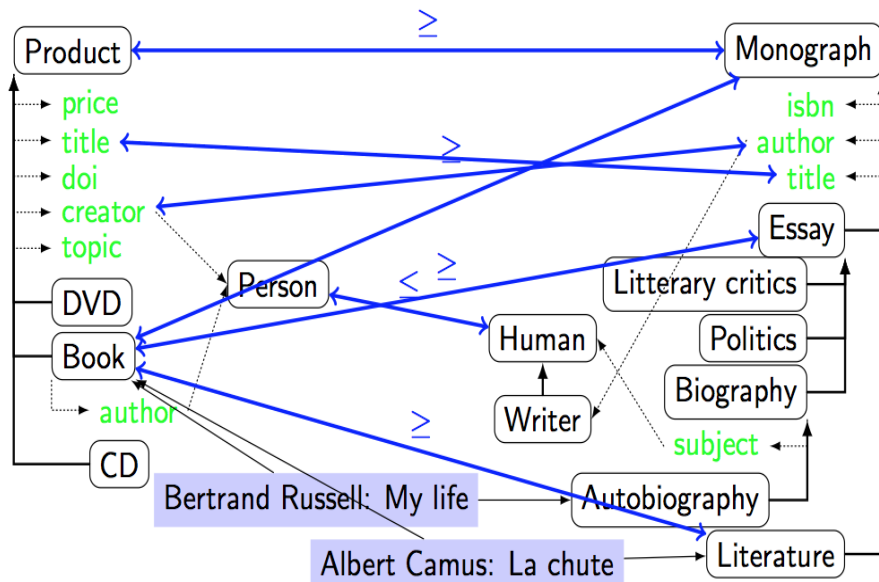 ≥
Product
Monograph
price
isbn
title
≥
author
doi
title
creator
topic
Essay
Person
≤
≥
Litterary critics
DVD
Human
Politics
Book
Biography
author
Writer
≥
subject
CD
Bertrand Russell: My life
Autobiography
Albert Camus: La chute
Literature